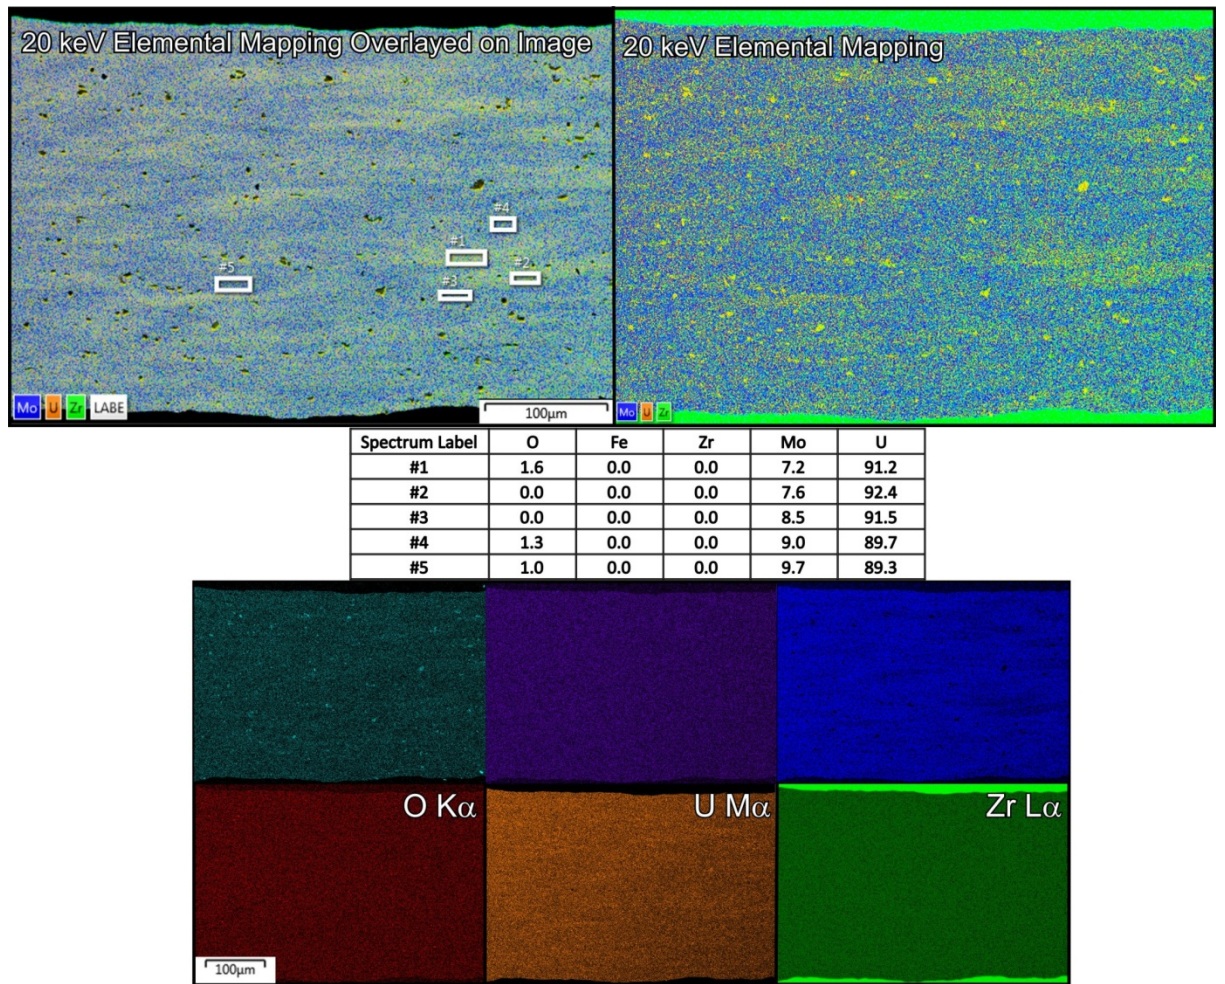 20 keV Elemental Mapping Overlayed on Image
20 keV Elemental Mapping
#4
#1
#2
#5
#3
Mo U Zr LABE
100µm
Mo U Zr
Spectrum Label O Fe Zr Mo U
#1 1.6 0.0 0.0 7.2 91.2
#2 0.0 0.0 0.0 7.6 92.4
#3 0.0 0.0 0.0 8.5 91.5
#4 1.3 0.0 0.0 9.0 89.7
#5 1.0 0.0 0.0 9.7 89.3
O Kα
U Mα
Zr Lα
100µm